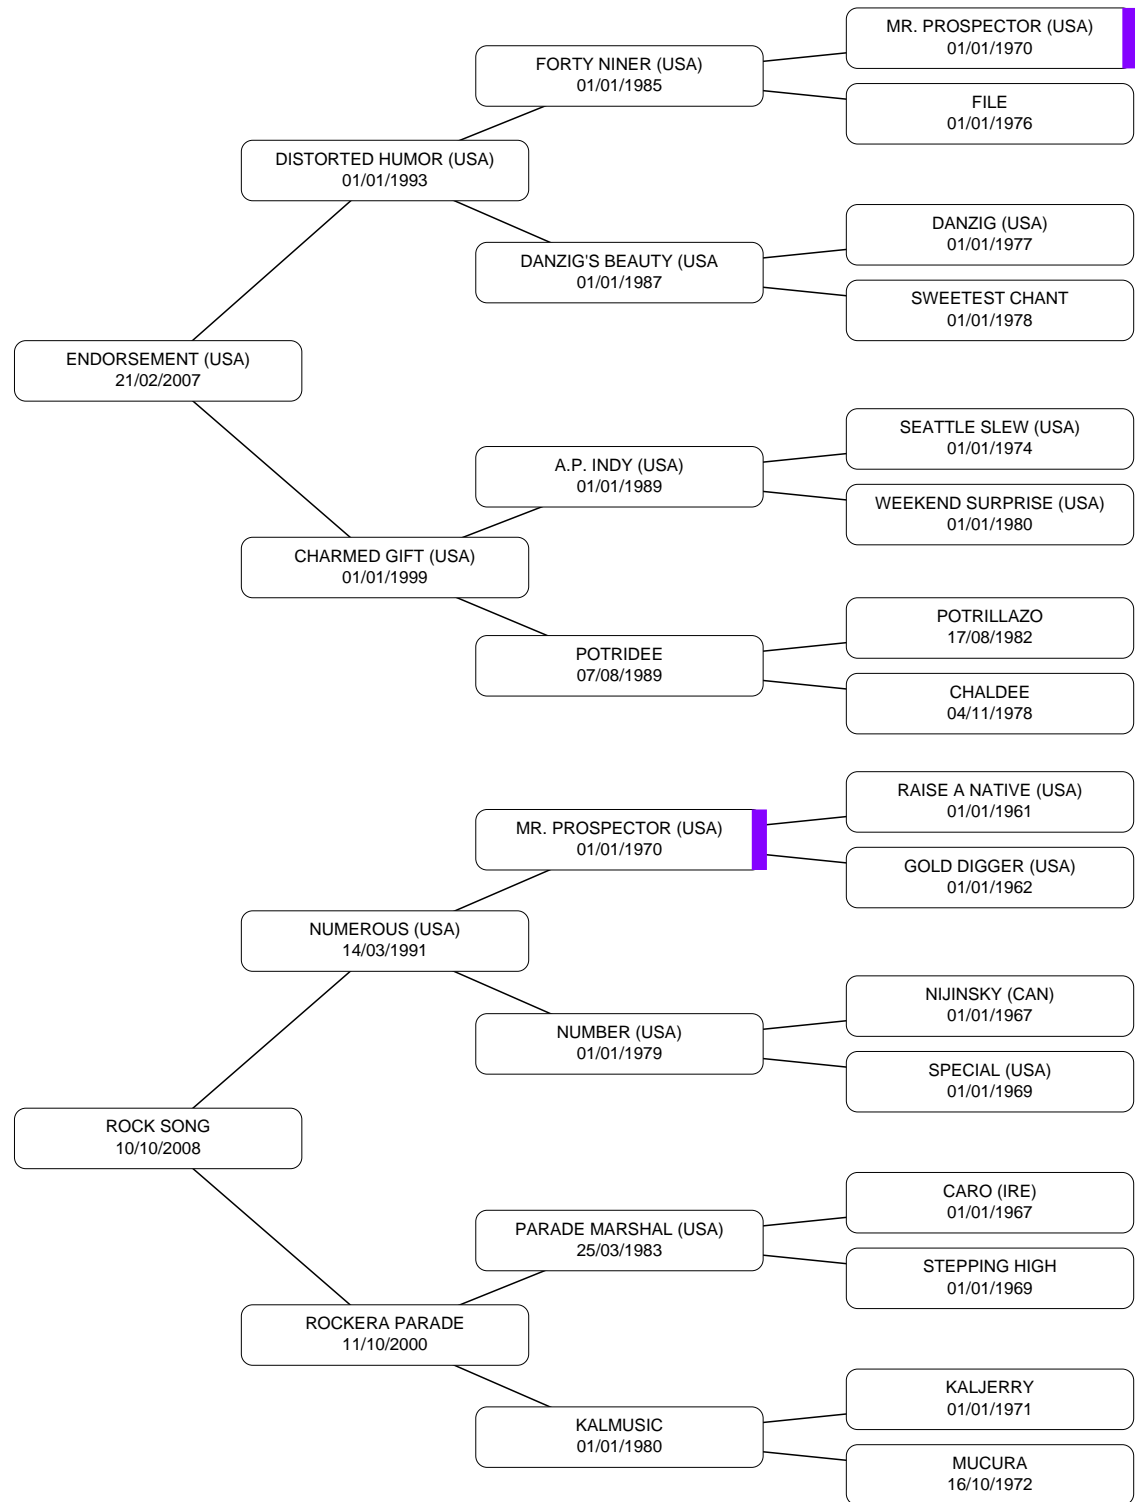 MR. PROSPECTOR (USA)
01/01/1970
FORTY NINER (USA)
01/01/1985
FILE
01/01/1976
DISTORTED HUMOR (USA)
01/01/1993
DANZIG (USA)
01/01/1977
DANZIG'S BEAUTY (USA
01/01/1987
SWEETEST CHANT
01/01/1978
ENDORSEMENT (USA)
21/02/2007
SEATTLE SLEW (USA)
01/01/1974
A.P. INDY (USA)
01/01/1989
WEEKEND SURPRISE (USA)
01/01/1980
CHARMED GIFT (USA)
01/01/1999
POTRILLAZO
17/08/1982
POTRIDEE
07/08/1989
CHALDEE
04/11/1978
RAISE A NATIVE (USA)
01/01/1961
MR. PROSPECTOR (USA)
01/01/1970
GOLD DIGGER (USA)
01/01/1962
NUMEROUS (USA)
14/03/1991
NIJINSKY (CAN)
01/01/1967
NUMBER (USA)
01/01/1979
SPECIAL (USA)
01/01/1969
ROCK SONG
10/10/2008
CARO (IRE)
01/01/1967
PARADE MARSHAL (USA)
25/03/1983
STEPPING HIGH
01/01/1969
ROCKERA PARADE
11/10/2000
KALJERRY
01/01/1971
KALMUSIC
01/01/1980
MUCURA
16/10/1972